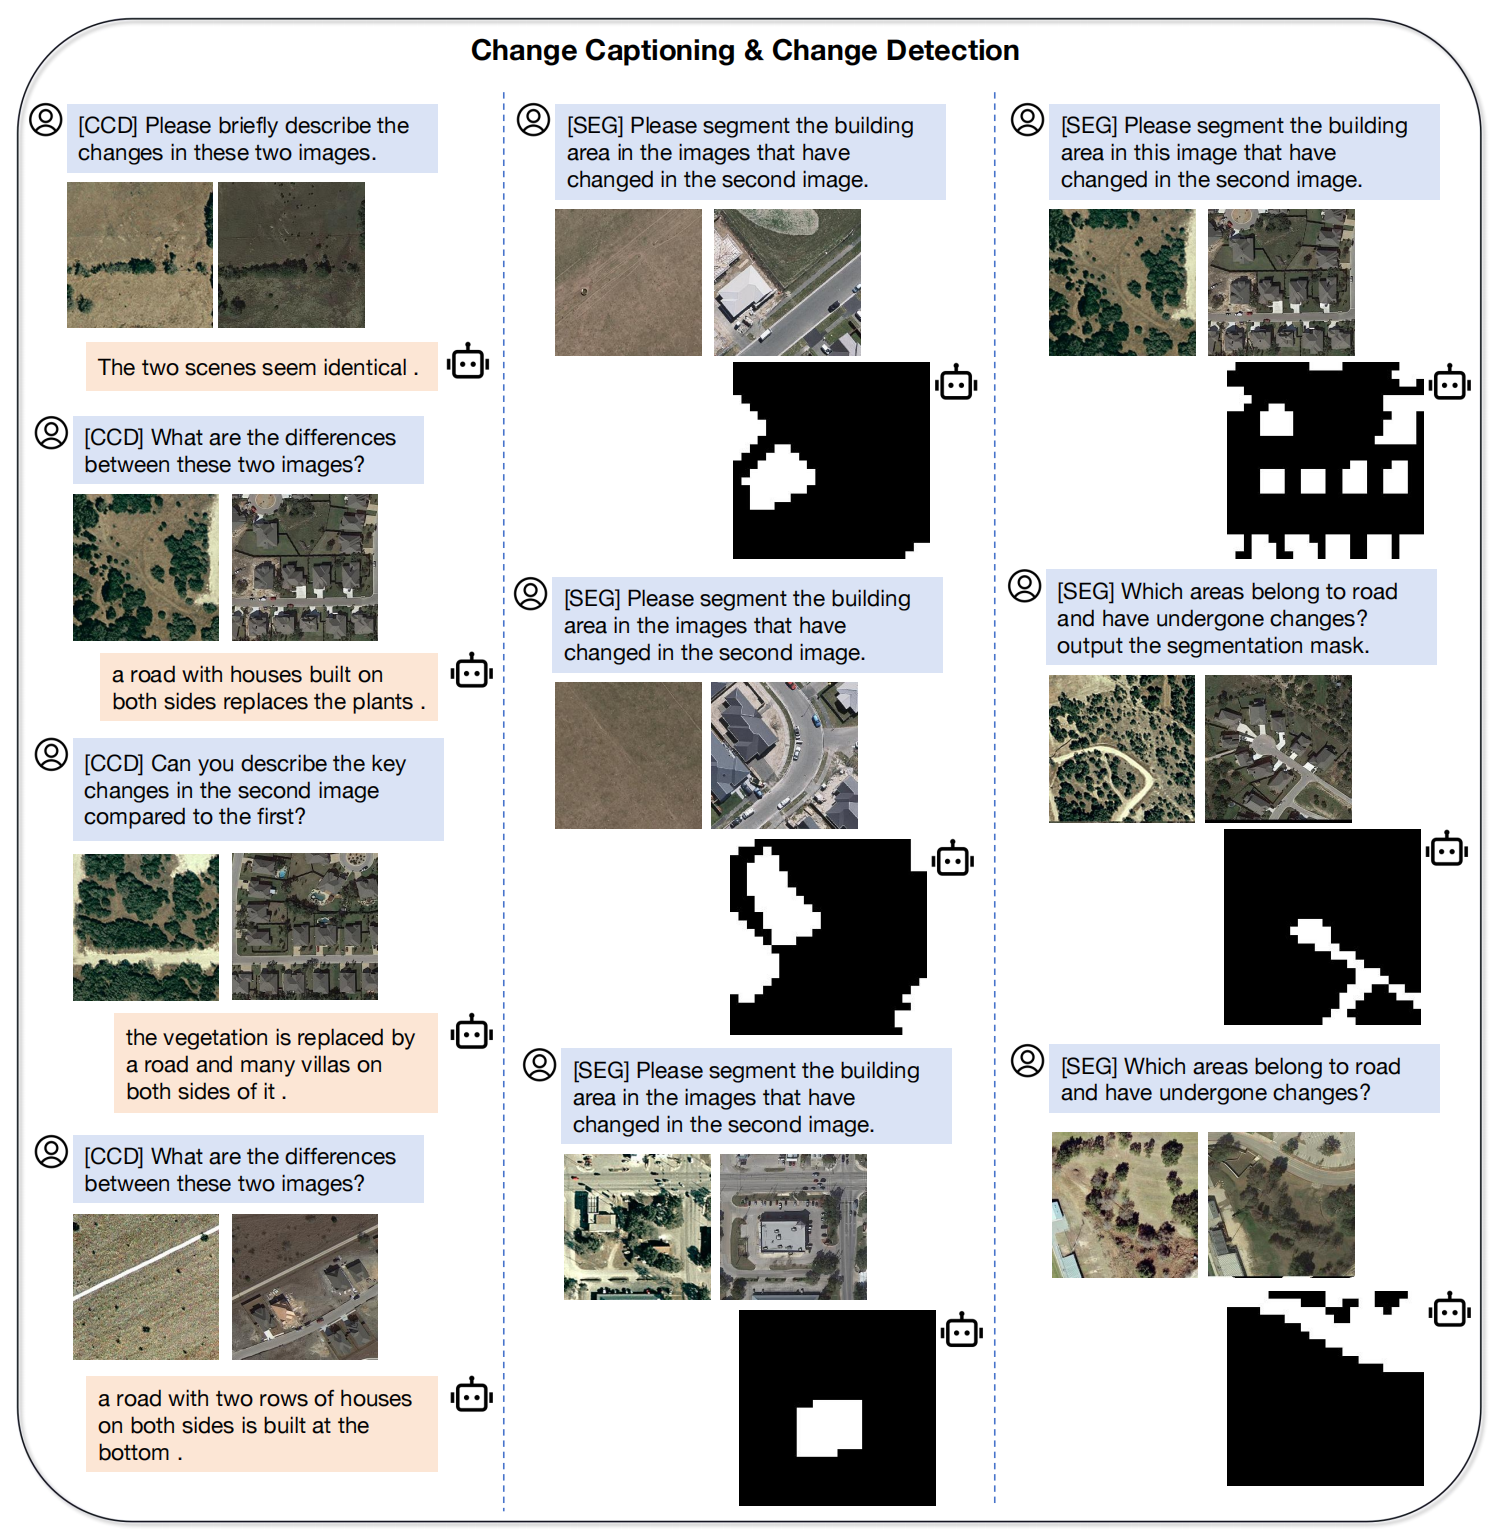 Change Captioning & Change Detection
[CCD] Please briefly describe the
changes in these two images.
The two scenes seem identical .
[CCD] What are the differences
between these two images?
a road with houses built on
both sides replaces the plants .
[CCD] Can you describe the key
changes in the second image
compared to the first?
the vegetation is replaced by
a road and many villas on
both sides of it .
[CCD] What are the differences
between these two images?
a road with two rows of houses
on both sides is built at the
bottom .
[SEG] Please segment the building
area in the images that have
changed in the second image.
[SEG] Please segment the building
area in the images that have
changed in the second image.
[SEG] Please segment the building
area in the images that have
changed in the second image.
[SEG] Please segment the building
area in this image that have
changed in the second image.
[SEG] Which areas belong to road
and have undergone changes?
output the segmentation mask.
[SEG] Which areas belong to road
and have undergone changes?